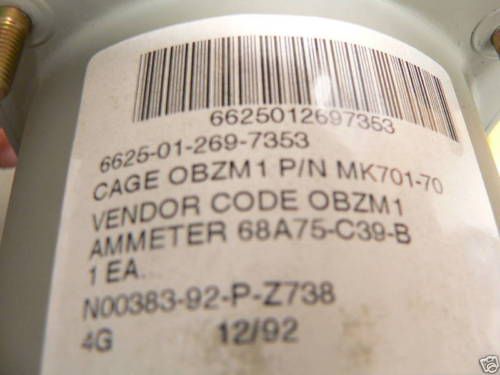 6625012697353
6625-01-269-7353
CAGE OBZM1 P/N MK701-70
VENDOR CODE OBZM1
AMMETER 68A75-C39-B
1 EA.
N00383-92-P-Z738
4G 12/92